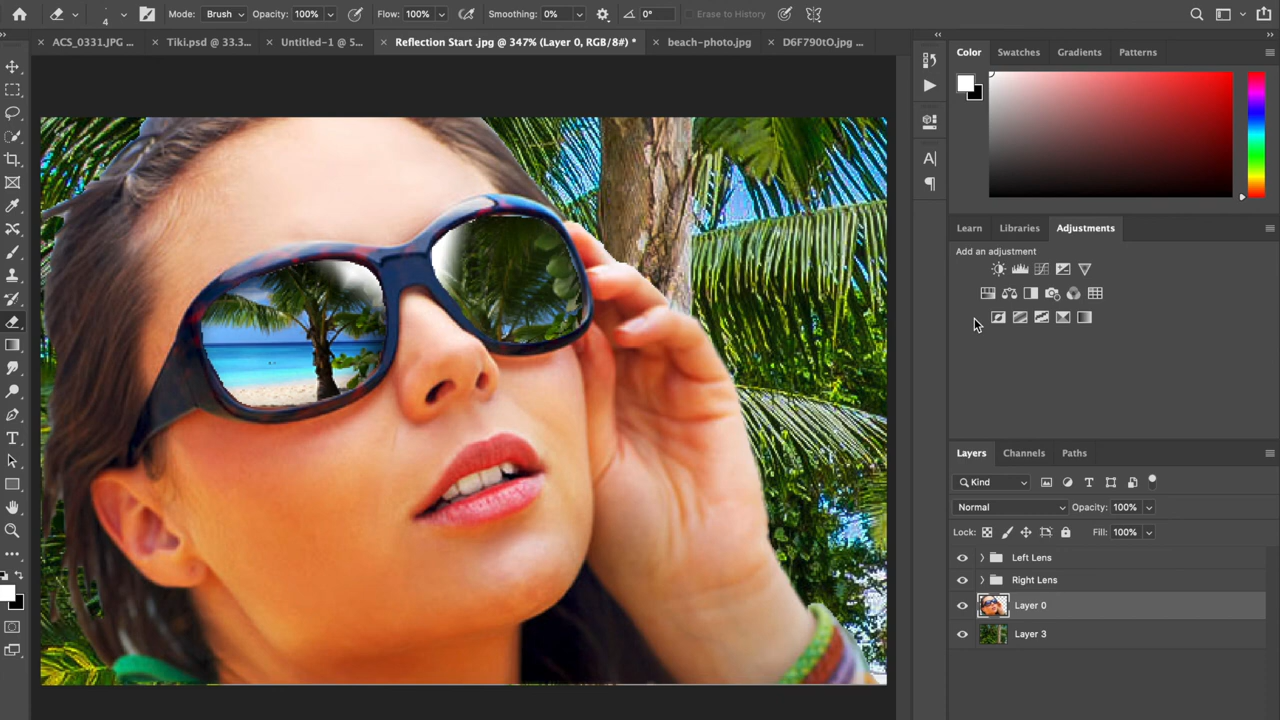 4 Mode: Brush Opacity: 100% Flow: 100% Smoothing: 0% 0° Erase to History
ACS_0331.JPG ... Tiki.psd @ 33.3... Untitled-1 @ 5... Reflection Start .jpg @ 347% (Layer 0, RGB/8#) * beach-photo.jpg D6F790tO.jpg ...
Color Swatches Gradients Patterns
Learn Libraries Adjustments
Add an adjustment
Layers Channels Paths
Kind
Normal Opacity: 100%
Lock: Fill: 100%
Left Lens
Right Lens
Layer 0
Layer 3